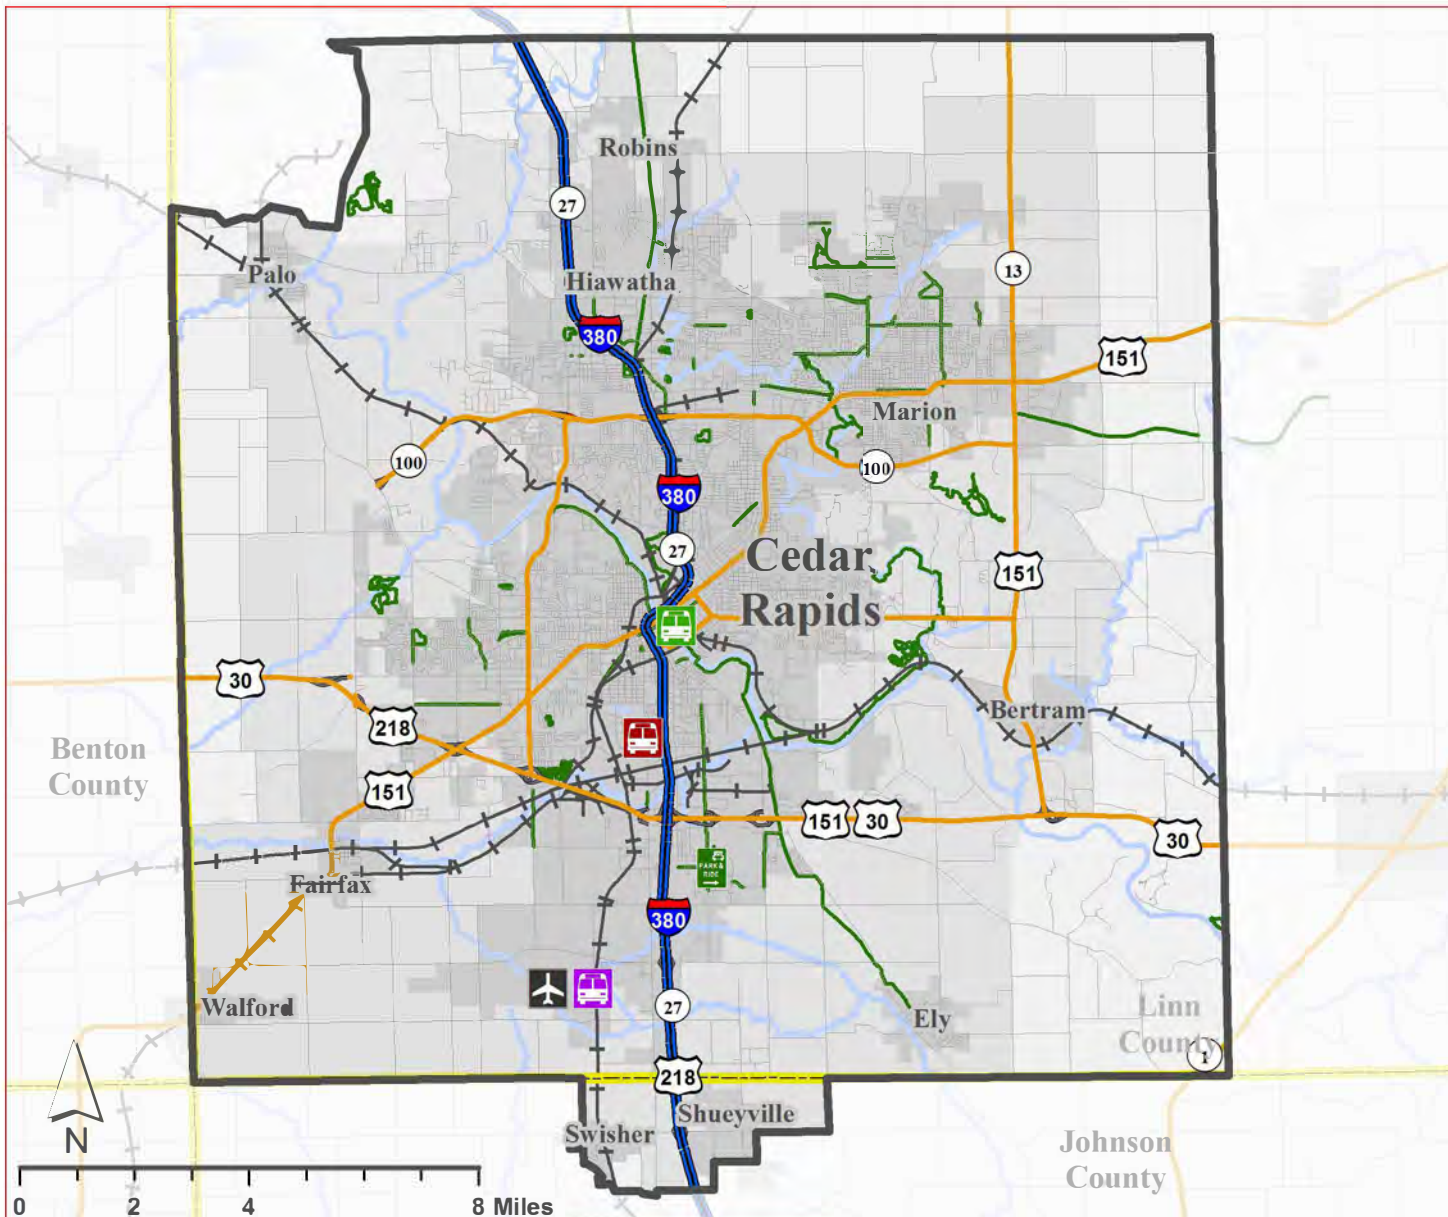 Robins
27
Palo
13
Hiawatha
380
151
Marion
100
100
380
27
Cedar
Rapids
151
30
Bertram
218
Benton
County
151
151
30
30
PARK &
RIDE
Fairfax
380
Walford
27
Ely
Linn
County
1
218
Shueyville
Swisher
Johnson
County
N
0
2
4
8 Miles